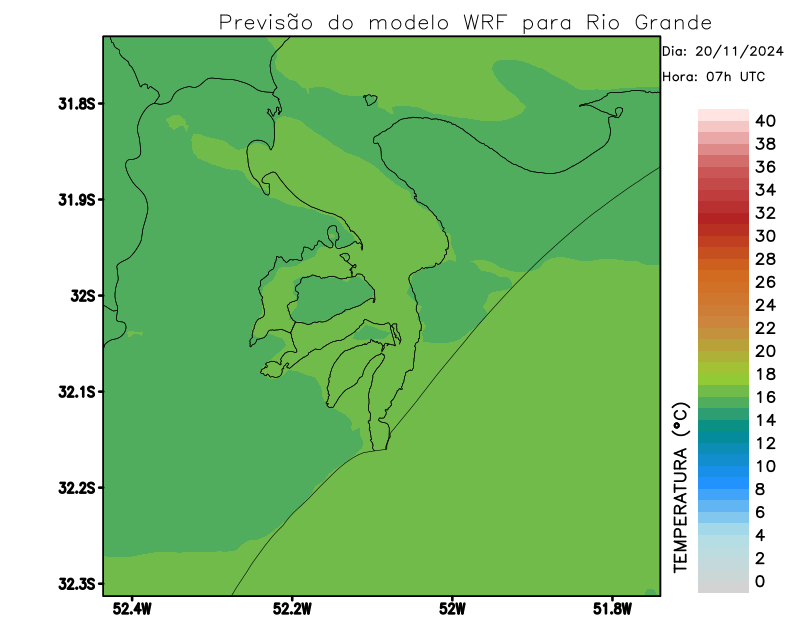 Previsão do modelo WRF para Rio Grande
Dia: 20/11/2024
Hora: 07h UTC
31.8S
31.9S
32S
32.1S
32.2S
32.3S
52.4W
52.2W
52W
51.8W
TEMPERATURA (°C)
40
38
36
34
32
30
28
26
24
22
20
18
16
14
12
10
8
6
4
2
0